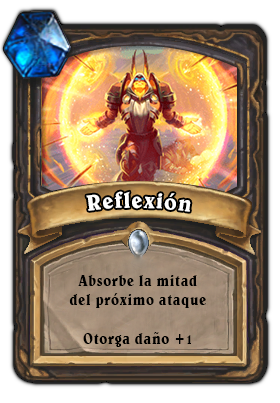 Reflexión
Absorbe la mitad
del próximo ataque
Otorga daño +1